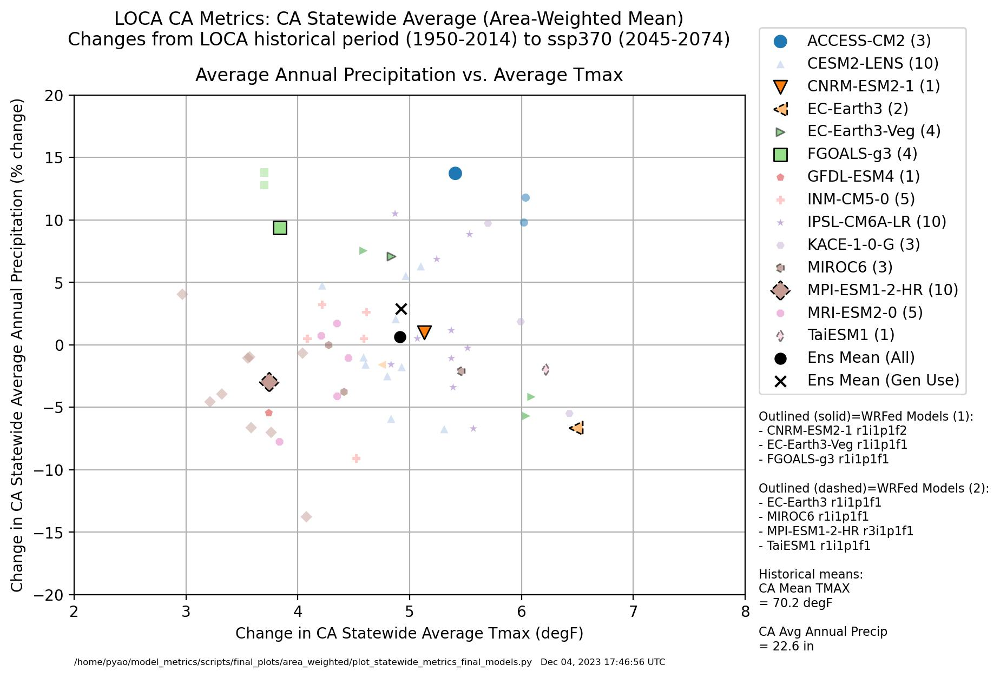 LOCA CA Metrics: CA Statewide Average (Area-Weighted Mean)
Changes from LOCA historical period (1950-2014) to ssp370 (2045-2074)
Average Annual Precipitation vs. Average Tmax
Change in CA Statewide Average Annual Precipitation (% change)
20
15
10
5
0
−5
−10
−15
−20
2
3
4
5
6
7
8
Change in CA Statewide Average Tmax (degF)
ACCESS-CM2 (3)
CESM2-LENS (10)
CNRM-ESM2-1 (1)
EC-Earth3 (2)
EC-Earth3-Veg (4)
FGOALS-g3 (4)
GFDL-ESM4 (1)
INM-CM5-0 (5)
IPSL-CM6A-LR (10)
KACE-1-0-G (3)
MIROC6 (3)
MPI-ESM1-2-HR (10)
MRI-ESM2-0 (5)
TaiESM1 (1)
Ens Mean (All)
Ens Mean (Gen Use)
Outlined (solid)=WRFed Models (1):
- CNRM-ESM2-1 r1i1p1f2
- EC-Earth3-Veg r1i1p1f1
- FGOALS-g3 r1i1p1f1
Outlined (dashed)=WRFed Models (2):
- EC-Earth3 r1i1p1f1
- MIROC6 r1i1p1f1
- MPI-ESM1-2-HR r3i1p1f1
- TaiESM1 r1i1p1f1
Historical means:
CA Mean TMAX
= 70.2 degF
CA Avg Annual Precip
= 22.6 in
/home/pyao/model_metrics/scripts/final_plots/area_weighted/plot_statewide_metrics_final_models.py   Dec 04, 2023 17:46:56 UTC